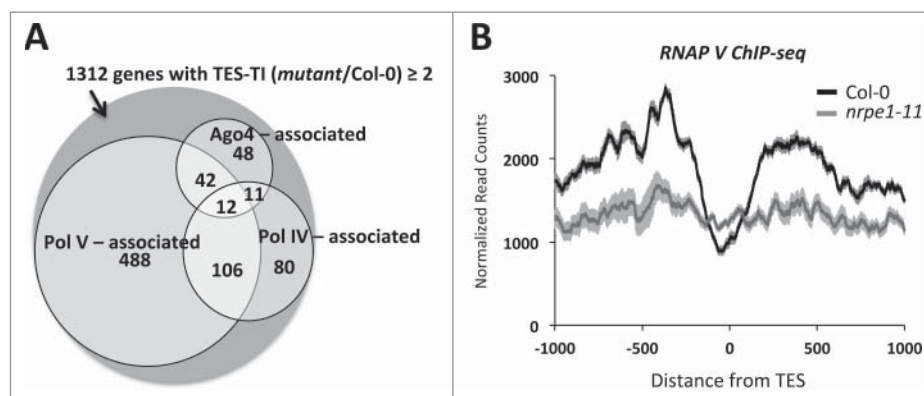 A
1312 genes with TES-TI (mutant/Col-0) ≥ 2
Ago4 – associated
48
42
11
12
Pol V – associated
Pol IV – associated
488
106
80
B
RNAP V ChIP-seq
Col-0
nrpe1-11
Normalized Read Counts
3000
2000
1000
0
-1000
-500
0
500
1000
Distance from TES